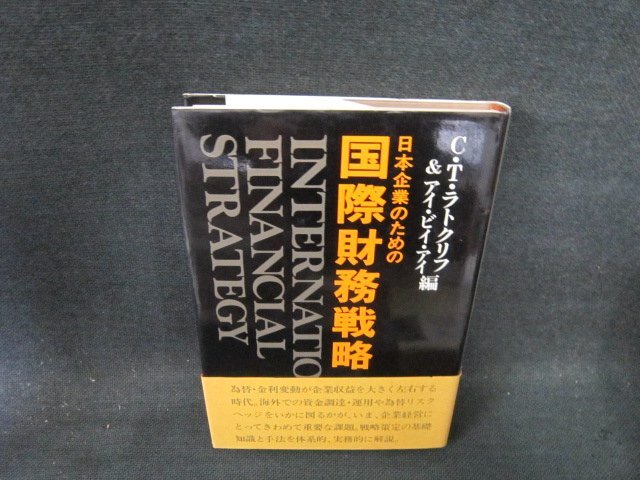 C・T・ラトクリフ
& アイ・ビイ・アイ 編
日本企業のための
国際財務戦略
INTERNATIO
FINANCIAL
STRATEGY
為替・金利変動が企業収益を大きく左右する
時代。海外での資金調達・運用や為替リスク
ヘッジをいかに図るかが、いま、企業経営に
とってきわめて重要な課題。戦略策定の基礎
知識と手法を体系的、実務的に解説。